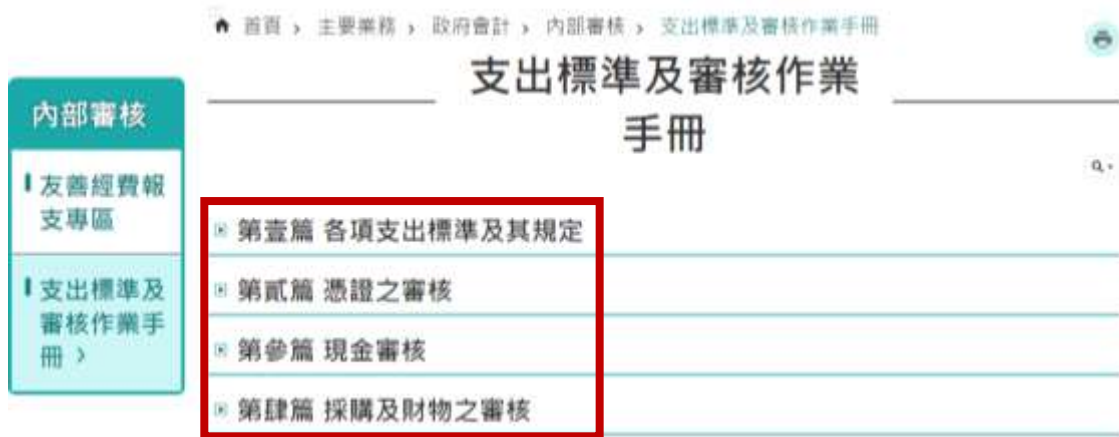 首頁 › 主要業務 › 政府會計 › 內部審核 › 支出標準及審核作業手冊
支出標準及審核作業
手冊
內部審核
友善經費報
支專區
支出標準及
審核作業手
冊 ›
第壹篇 各項支出標準及其規定
第貳篇 憑證之審核
第參篇 現金審核
第肆篇 採購及財物之審核